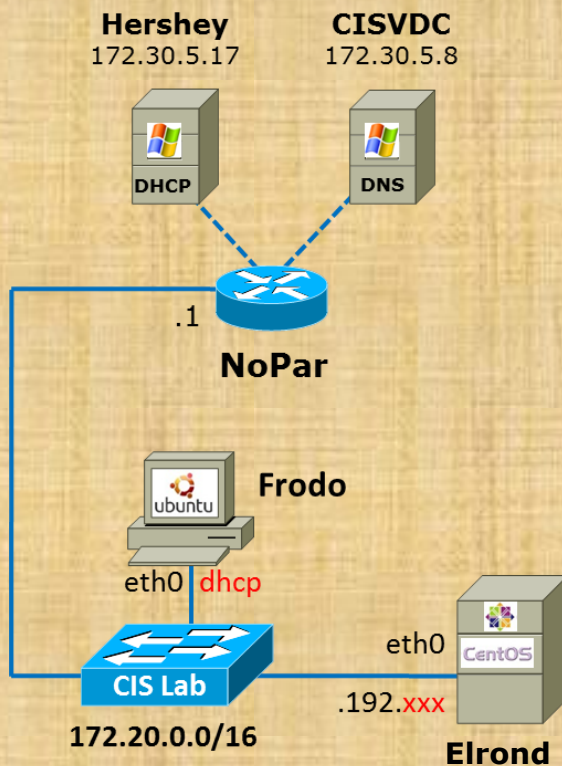 Hershey
172.30.5.17
CISVDC
172.30.5.8
DHCP
DNS
.1
NoPar
ubuntu
Frodo
eth0 dhcp
CIS Lab
172.20.0.0/16
eth0
CentOS
.192.xxx
Elrond